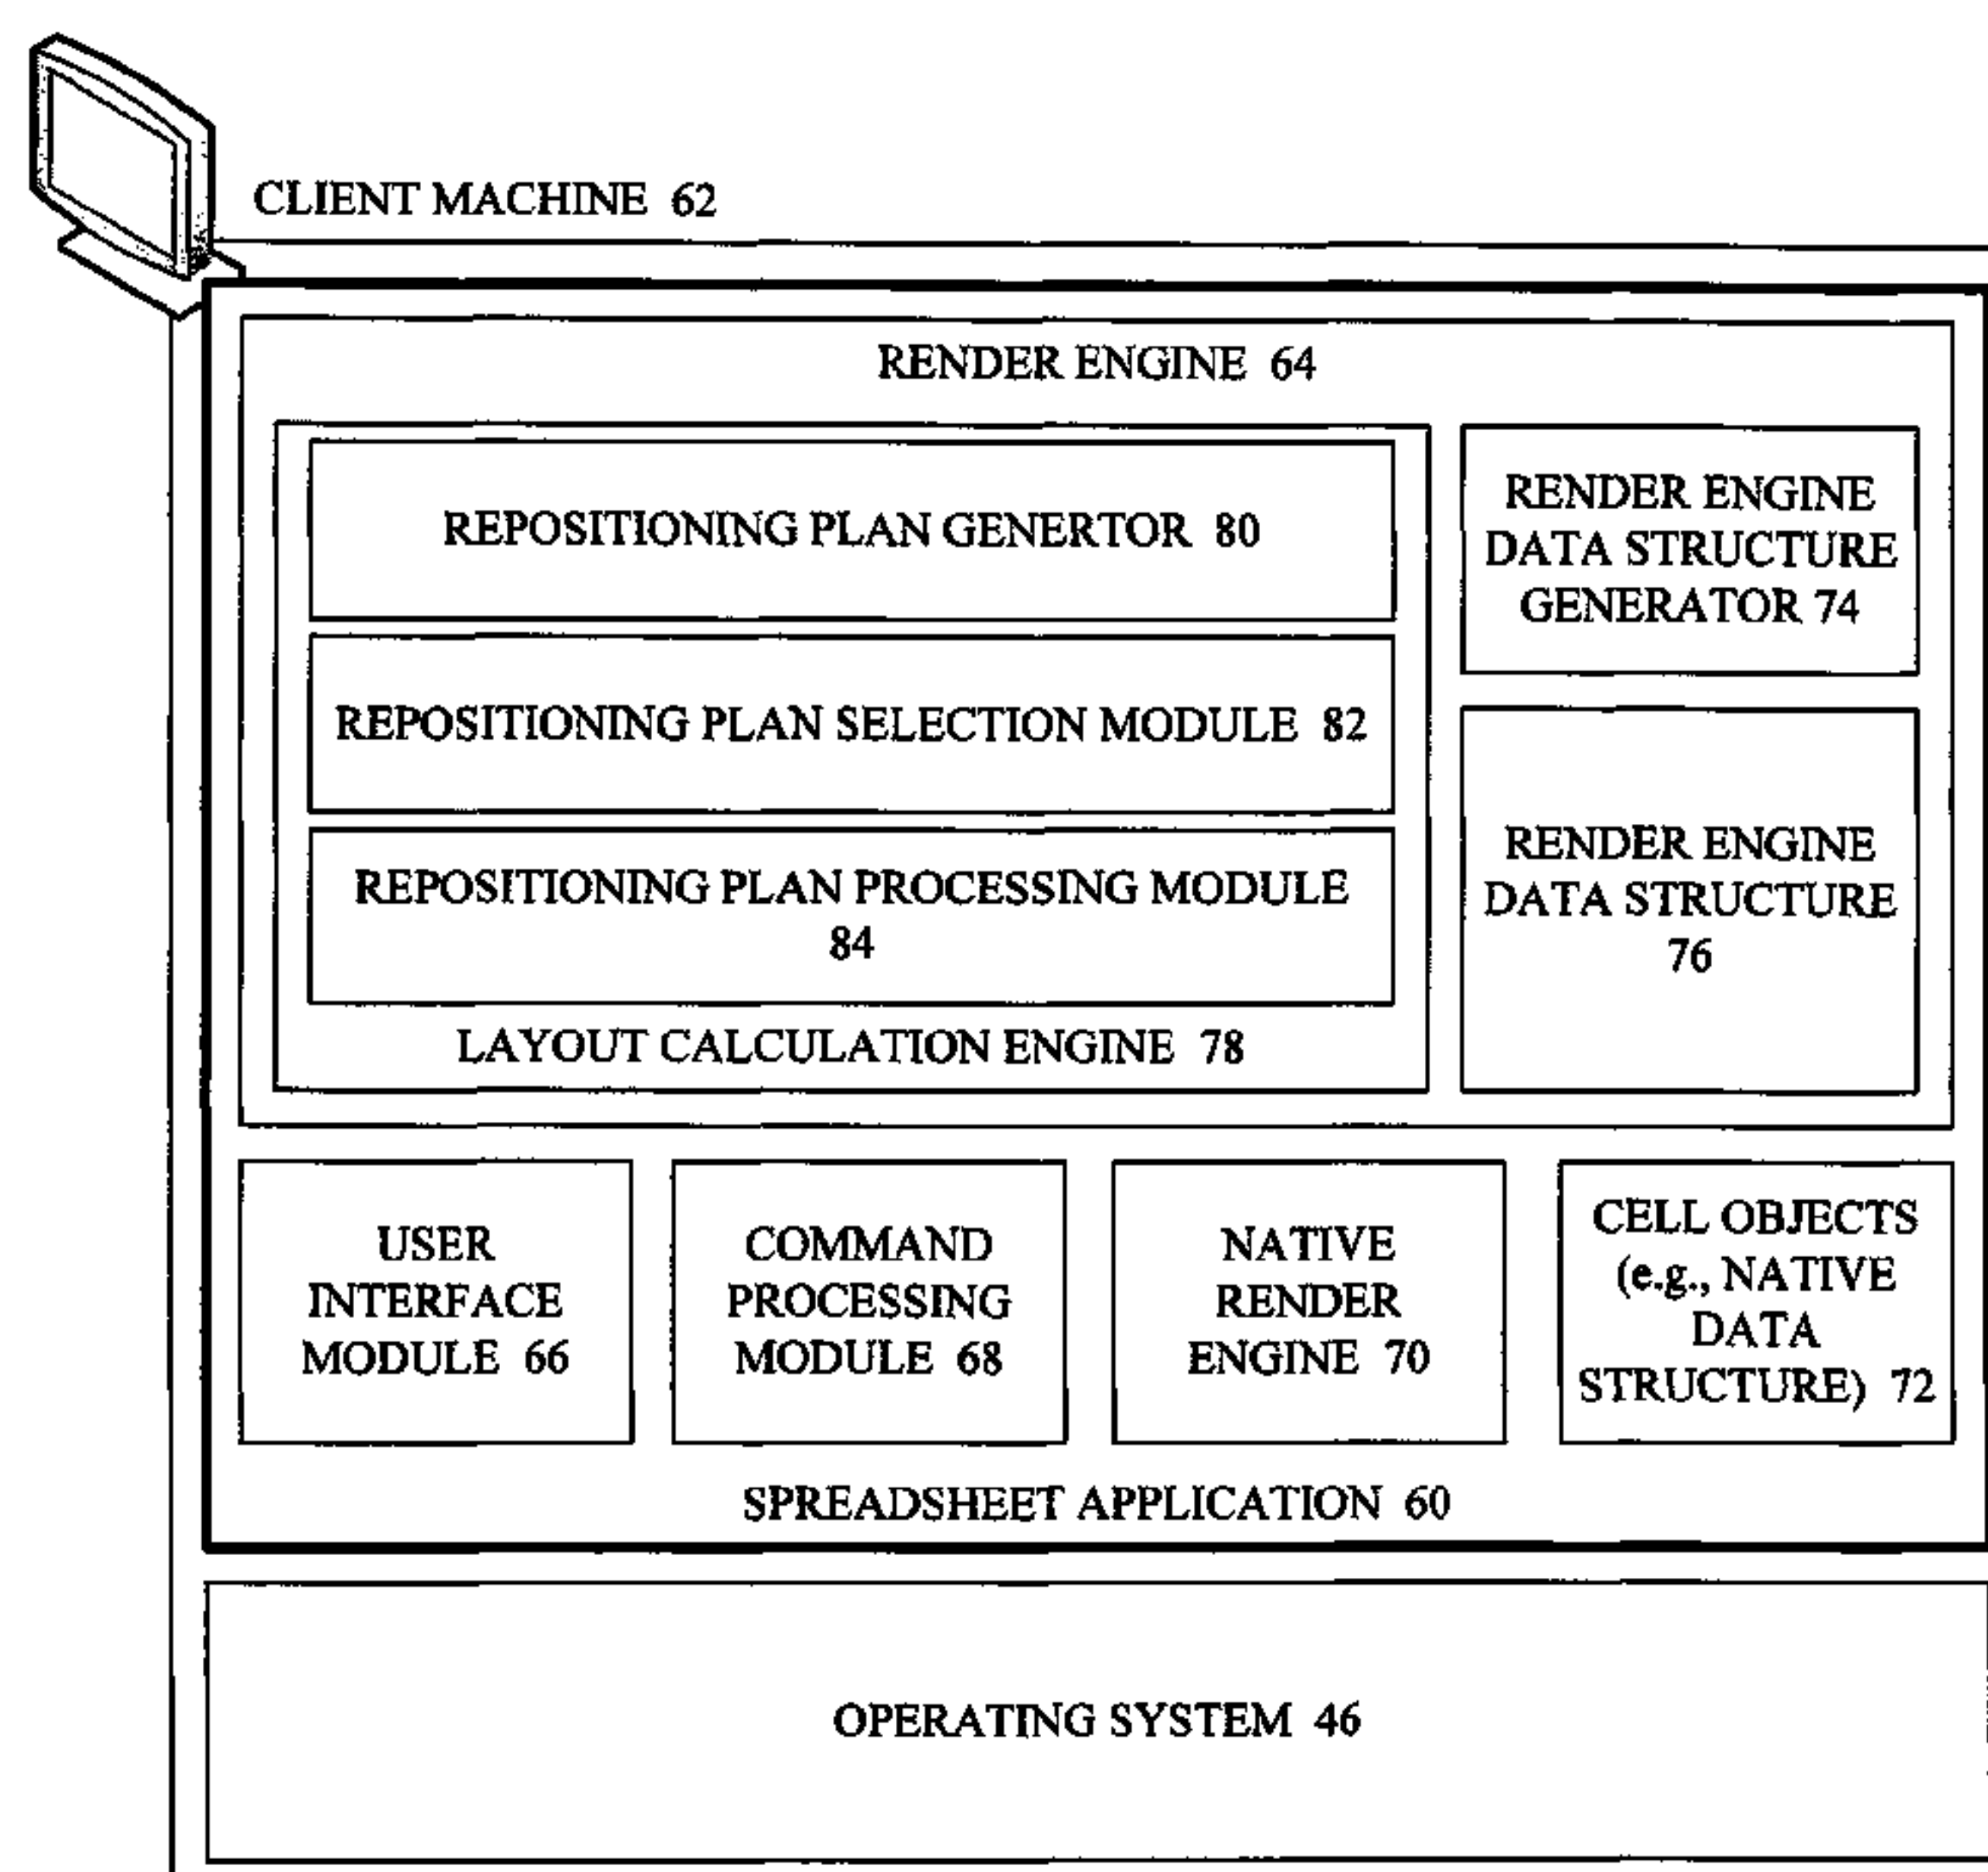 CLIENT MACHINE 62
RENDER ENGINE 64
REPOSITIONING PLAN GENERTOR 80
REPOSITIONING PLAN SELECTION MODULE 82
REPOSITIONING PLAN PROCESSING MODULE
84
LAYOUT CALCULATION ENGINE 78
RENDER ENGINE
DATA STRUCTURE
GENERATOR 74
RENDER ENGINE
DATA STRUCTURE
76
USER
INTERFACE
MODULE 66
COMMAND
PROCESSING
MODULE 68
NATIVE
RENDER
ENGINE 70
CELL OBJECTS
(e.g., NATIVE
DATA
STRUCTURE) 72
SPREADSHEET APPLICATION 60
OPERATING SYSTEM 46